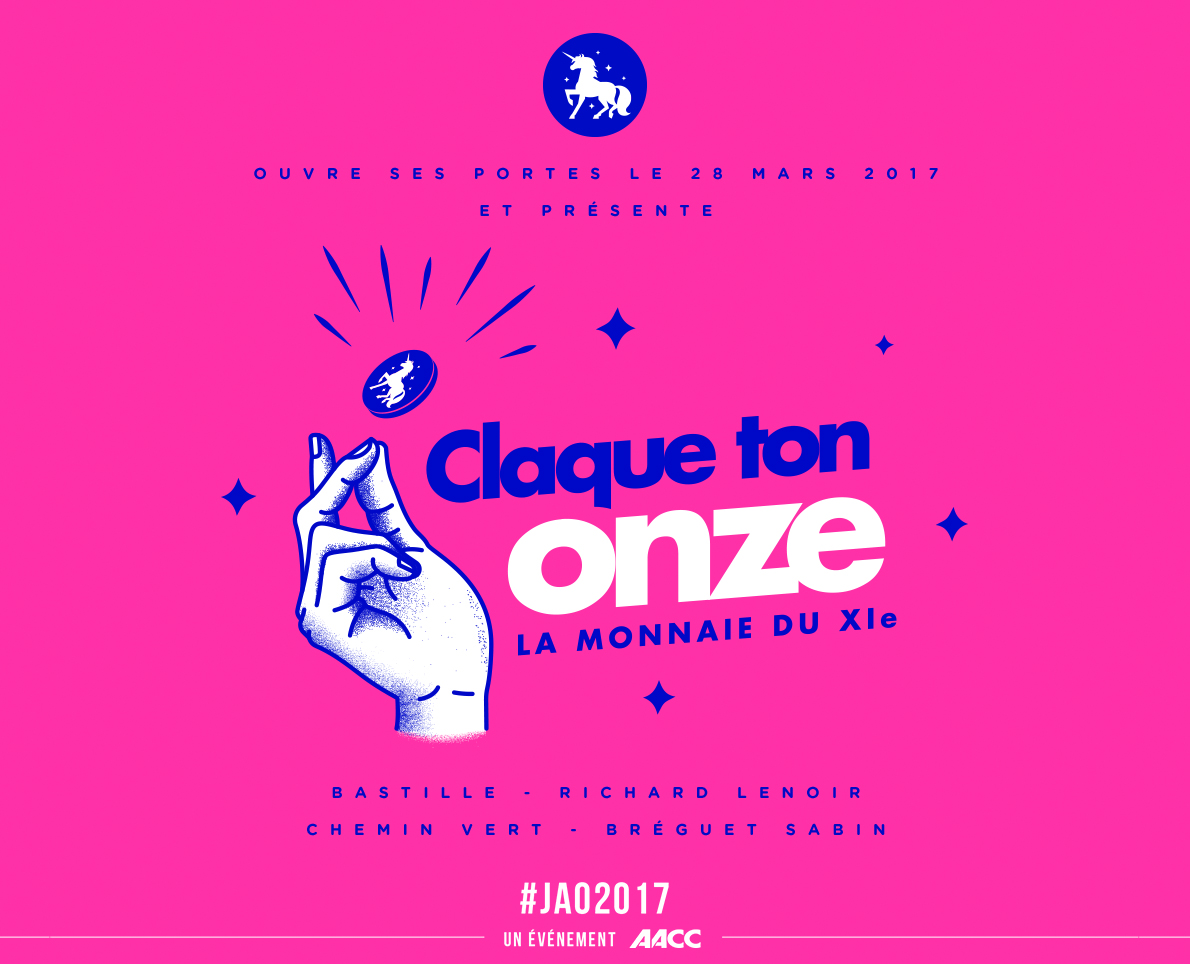 OUVRE SES PORTES LE 28 MARS 2017
ET PRÉSENTE
Claque ton
onze
LA MONNAIE DU XIe
BASTILLE - RICHARD LENOIR
CHEMIN VERT - BRÉGUET SABIN
#JAO2017
UN ÉVÉNEMENT AACC